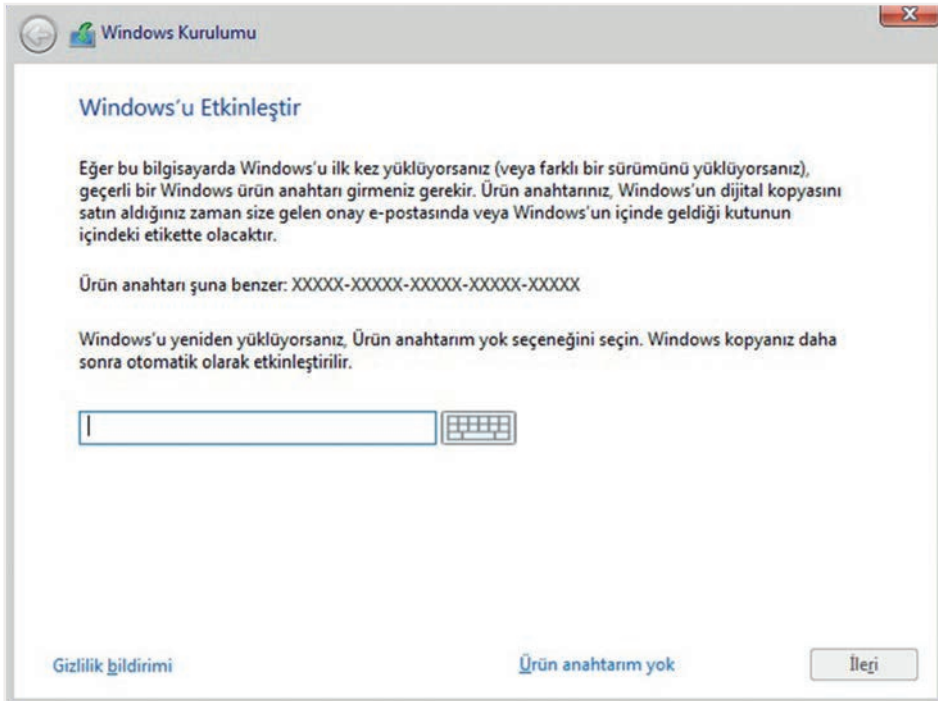 Windows Kurulumu
Windows'u Etkinleştir
Eğer bu bilgisayarda Windows'u ilk kez yüklüyorsanız (veya farklı bir sürümünü yüklüyorsanız),
geçerli bir Windows ürün anahtarı girmeniz gerekir. Ürün anahtarınız, Windows'un dijital kopyasını
satın aldığınız zaman size gelen onay e-postasında veya Windows'un içinde geldiği kutunun
içindeki etikette olacaktır.
Ürün anahtarı şuna benzer: XXXXX-XXXXX-XXXXX-XXXXX-XXXXX
Windows'u yeniden yüklüyorsanız, Ürün anahtarım yok seçeneğini seçin. Windows kopyanız daha
sonra otomatik olarak etkinleştirilir.
Gizlilik bildirimi
Ürün anahtarım yok
İleri